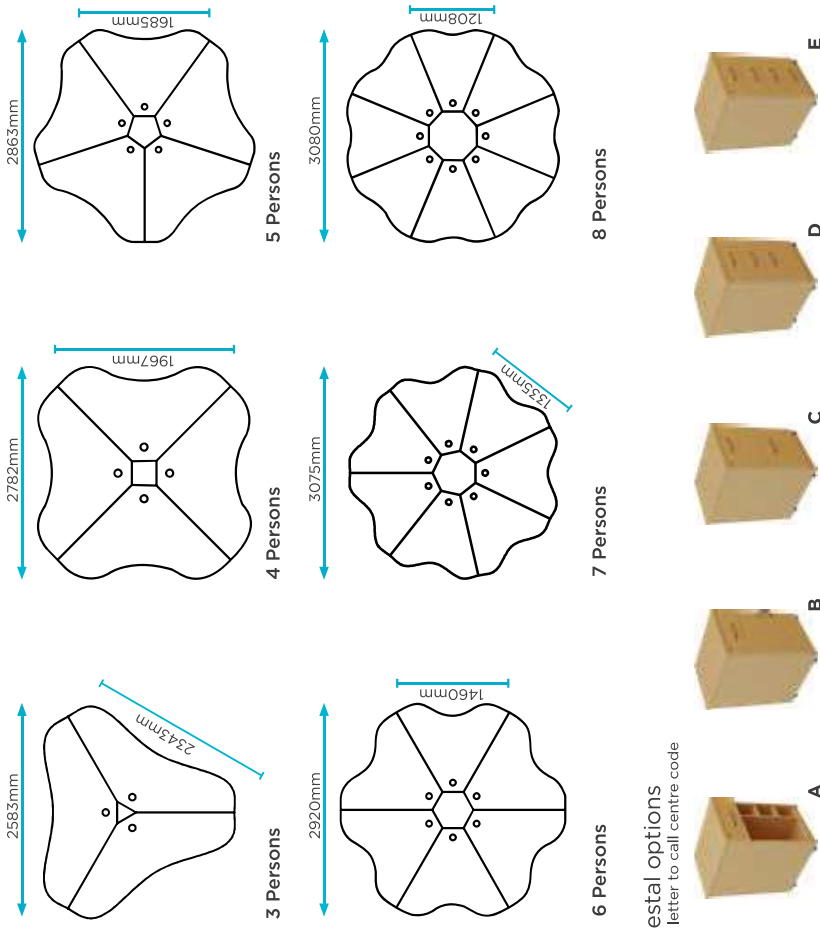 2583mm
2343mm
3 Persons
2782mm
1967mm
4 Persons
2863mm
1685mm
5 Persons
2920mm
1460mm
6 Persons
3075mm
1335mm
7 Persons
3080mm
1208mm
8 Persons
estal options
letter to call centre code
A
B
C
D
E